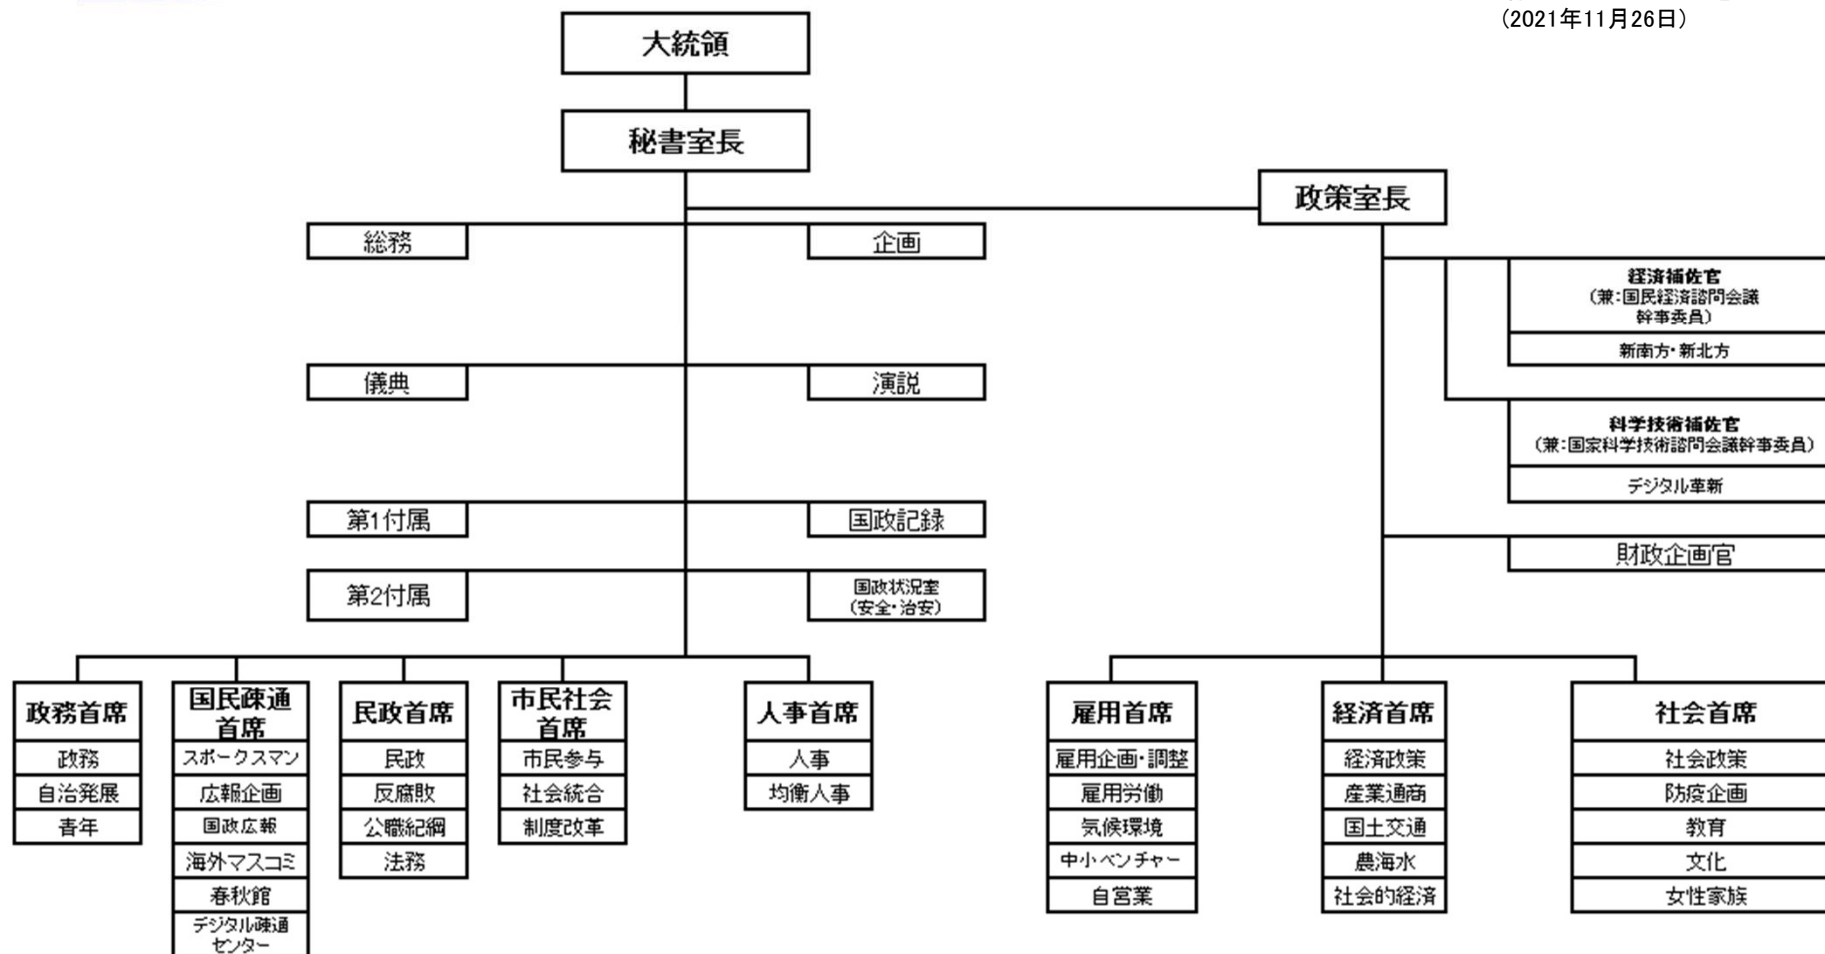 (2021年11月26日)
大統領
秘書室長
政策室長
総務
企画
経済補佐官
(兼:国民経済諮問会議
幹事委員)
新南方・新北方
儀典
演説
科学技術補佐官
(兼:国家科学技術諮問会議幹事委員)
デジタル革新
第1付属
国政記録
財政企画官
第2付属
国政状況室
(安全・治安)
政務首席
政務
自治発展
青年
国民疎通
首席
スポークスマン
広報企画
国政広報
海外マスコミ
春秋館
デジタル疎通
センター
民政首席
民政
反腐敗
公職紀綱
法務
市民社会
首席
市民参与
社会統合
制度改革
人事首席
人事
均衡人事
雇用首席
雇用企画・調整
雇用労働
気候環境
中小ベンチャー
自営業
経済首席
経済政策
産業通商
国土交通
農海水
社会的経済
社会首席
社会政策
防疫企画
教育
文化
女性家族